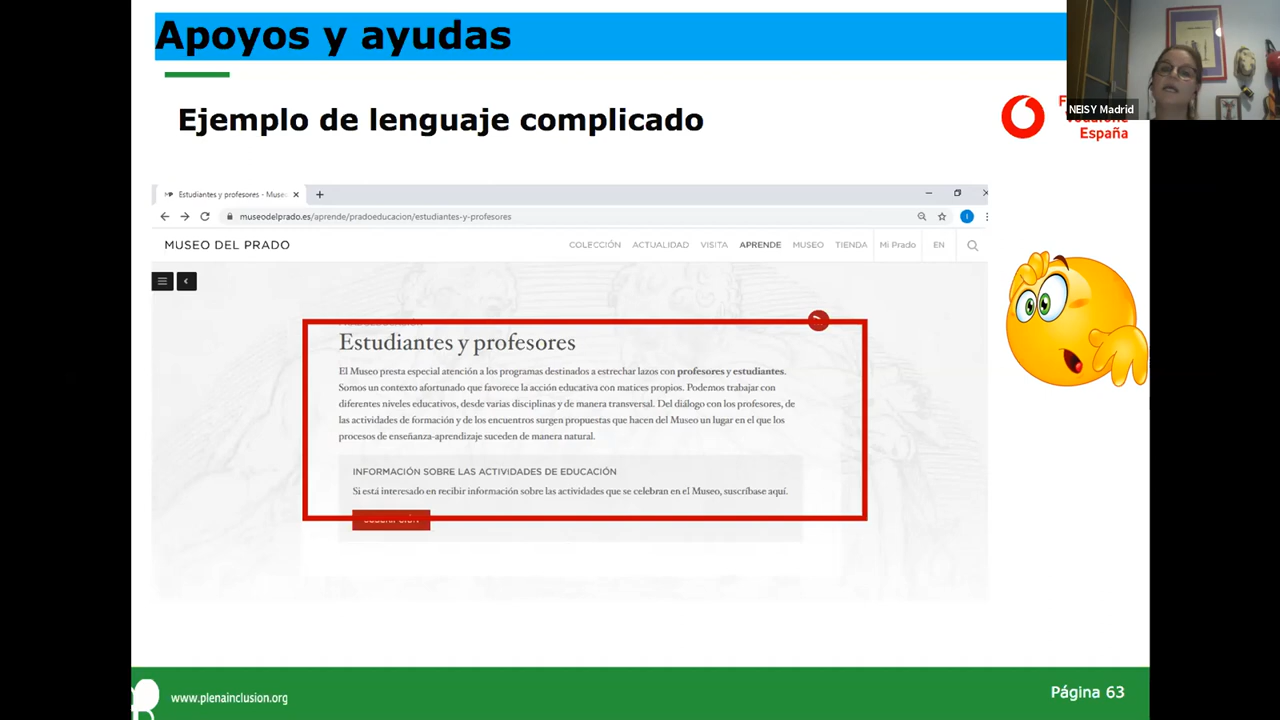 Apoyos y ayudas
NEISY Madrid
Ejemplo de lenguaje complicado
España
Estudiantes y profesores - Muse
museodelprado.es/aprende/pradoeducacion/estudiantes-y-profesores
MUSEO DEL PRADO
COLECCIÓN ACTUALIDAD VISITA APRENDE MUSEO TIENDA Mi Prado EN
Estudiantes y profesores
El Museo presta especial atención a los programas destinados a estrechar lazos con profesores y estudiantes.
Somos un contexto afortunado que favorece la acción educativa con matices propios. Podemos trabajar con
diferentes niveles educativos, desde varias disciplinas y de manera transversal. Del diálogo con los profesores, de
las actividades de formación y de los encuentros surgen propuestas que hacen del Museo un lugar en el que los
procesos de enseñanza-aprendizaje suceden de manera natural.
INFORMACIÓN SOBRE LAS ACTIVIDADES DE EDUCACIÓN
Si está interesado en recibir información sobre las actividades que se celebran en el Museo, suscríbase aquí.
www.plenainclusion.org
Página 63